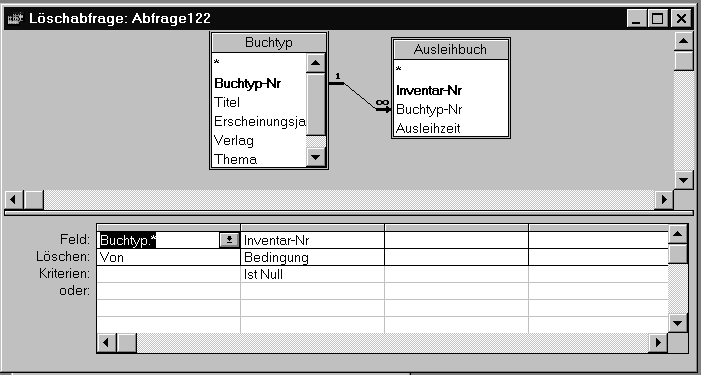 Löschabfrage: Abfrage122
Buchtyp
*
Buchtyp-Nr
Titel
Erscheinungsja
Verlag
Thema
1
∞
Ausleihbuch
*
Inventar-Nr
Buchtyp-Nr
Ausleihzeit
Feld: Buchtyp.* Inventar-Nr
Löschen: Von Bedingung
Kriterien: Ist Null
oder: